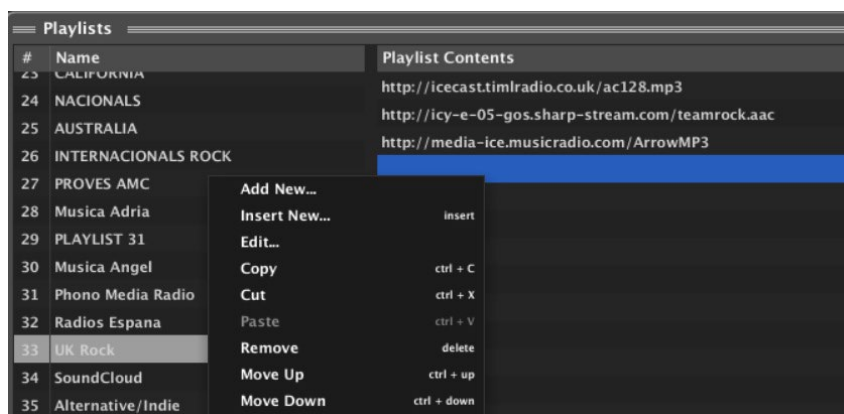 Playlists
# Name
Playlist Contents
23 CALIFORNIA
24 NACIONALS
25 AUSTRALIA
26 INTERNACIONALS ROCK
27 PROVES AMC
28 Musica Adria
29 PLAYLIST 31
30 Musica Angel
31 Phono Media Radio
32 Radios Espana
33 UK Rock
34 SoundCloud
35 Alternative/Indie
http://icecast.timlradio.co.uk/ac128.mp3
http://icy-e-05-gos.sharp-stream.com/teamrock.aac
http://media-ice.musicradio.com/ArrowMP3
Add New...
Insert New... insert
Edit...
Copy ctrl + C
Cut ctrl + X
Paste ctrl + V
Remove delete
Move Up ctrl + up
Move Down ctrl + down